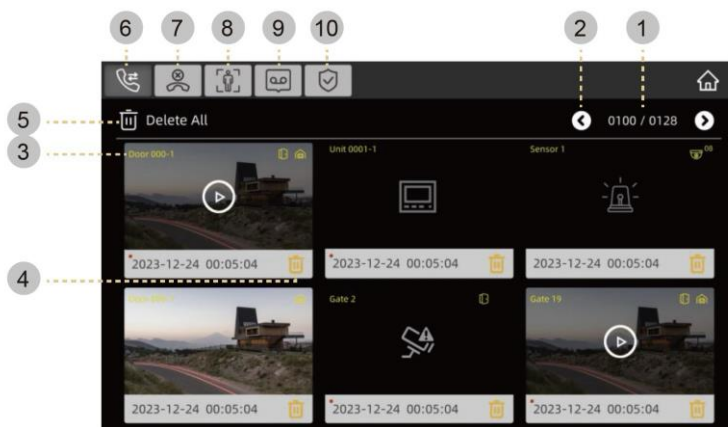 6 7 8 9 10 2 1
5 Delete All 0100 / 0128
3 Door 000-1 Unit 0001-1 Sensor 1 08
2023-12-24 00:05:04 2023-12-24 00:05:04 2023-12-24 00:05:04
4
Gate 2 Gate 19
2023-12-24 00:05:04 2023-12-24 00:05:04 2023-12-24 00:05:04